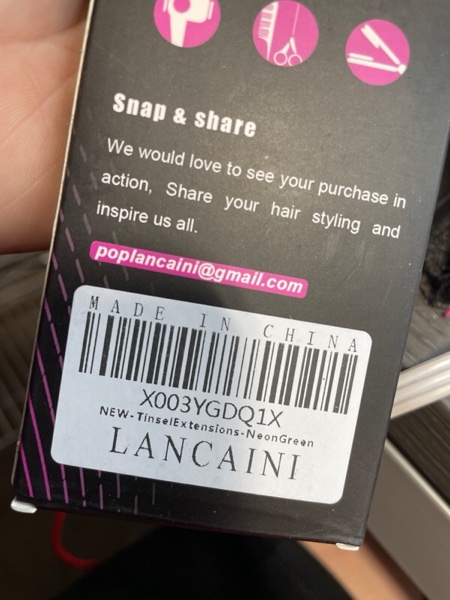 Snap & share
We would love to see your purchase in
action, Share your hair styling and
inspire us all.
poplancaini@gmail.com
MADE IN CHINA
X003YGDQ1X
NEW-TinselExtensions-NeonGreen
LANCAINI